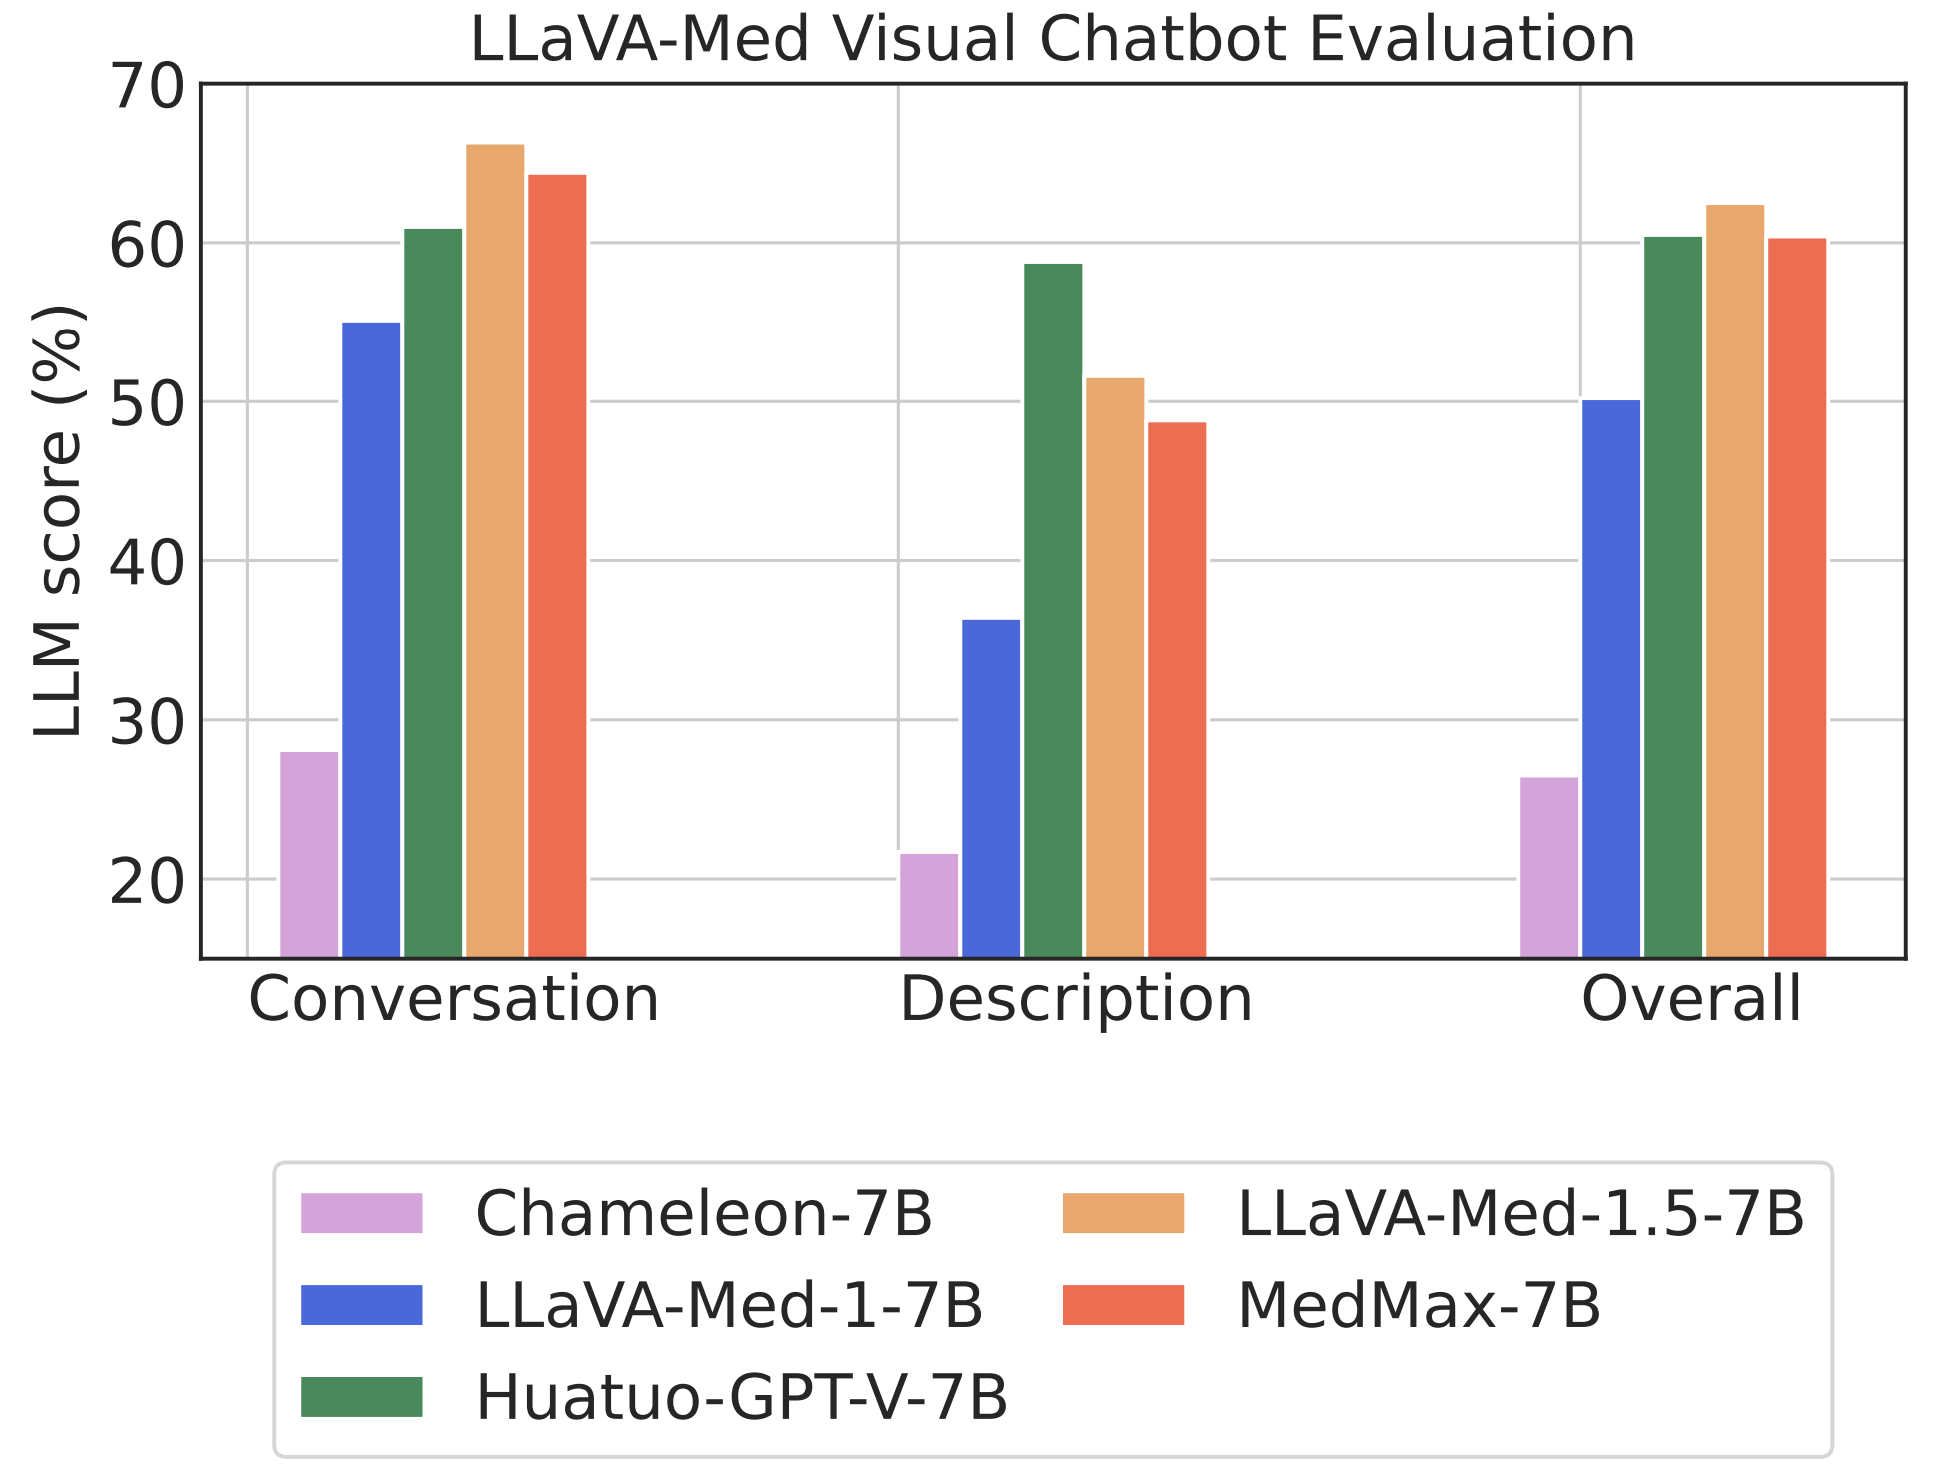 LLaVA-Med Visual Chatbot Evaluation
70
60
50
40
30
20
LLM score (%)
Conversation Description Overall
Chameleon-7B LLaVA-Med-1.5-7B
LLaVA-Med-1-7B MedMax-7B
Huatuo-GPT-V-7B